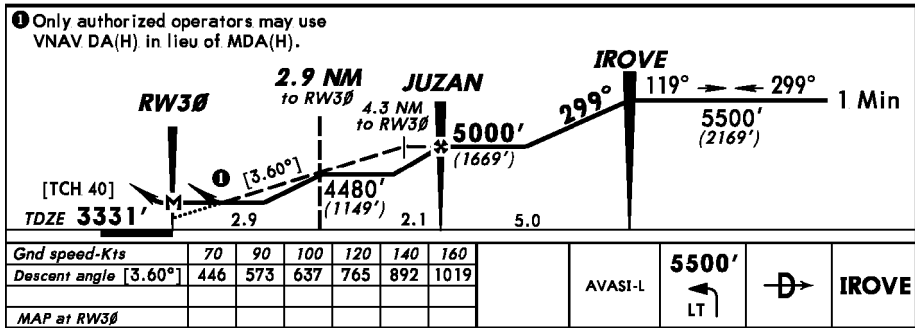 ❶ Only authorized operators may use
VNAV DA(H) in lieu of MDA(H).
IROVE
2.9 NM
to RW3Ø
JUZAN
119° 299°
RW3Ø
4.3 NM
to RW3Ø
299°
1 Min
5000'
(1669')
5500'
(2169')
❶
[3.60°]
[TCH 40]
M
4480'
(1149')
TDZE 3331'
2.9
2.1
5.0
Gnd speed-Kts 70 90 100 120 140 160
Descent angle [3.60°] 446 573 637 765 892 1019
MAP at RW3Ø
AVASI-L
5500'
LT
D
IROVE